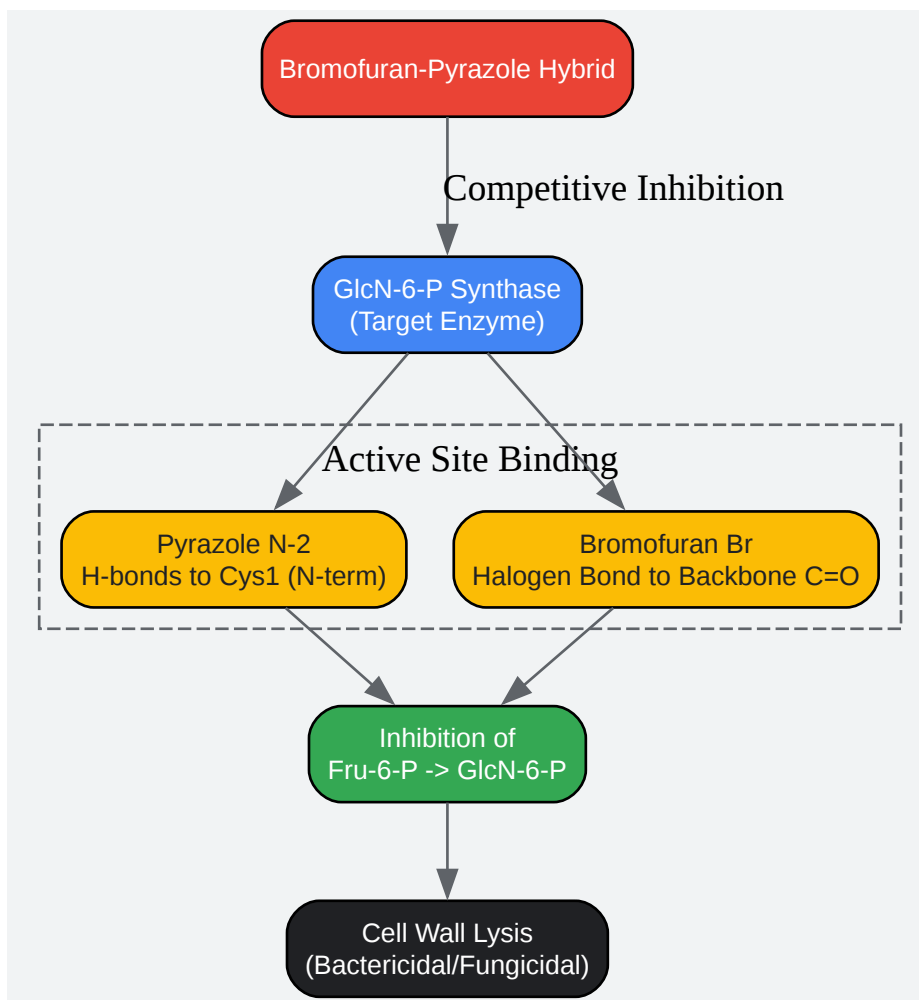 Bromofuran-Pyrazole Hybrid
Competitive Inhibition
GlcN-6-P Synthase
(Target Enzyme)
Active Site Binding
Pyrazole N-2
H-bonds to Cys1 (N-term)
Bromofuran Br
Halogen Bond to Backbone C=O
Inhibition of
Fru-6-P -> GlcN-6-P
Cell Wall Lysis
(Bactericidal/Fungicidal)